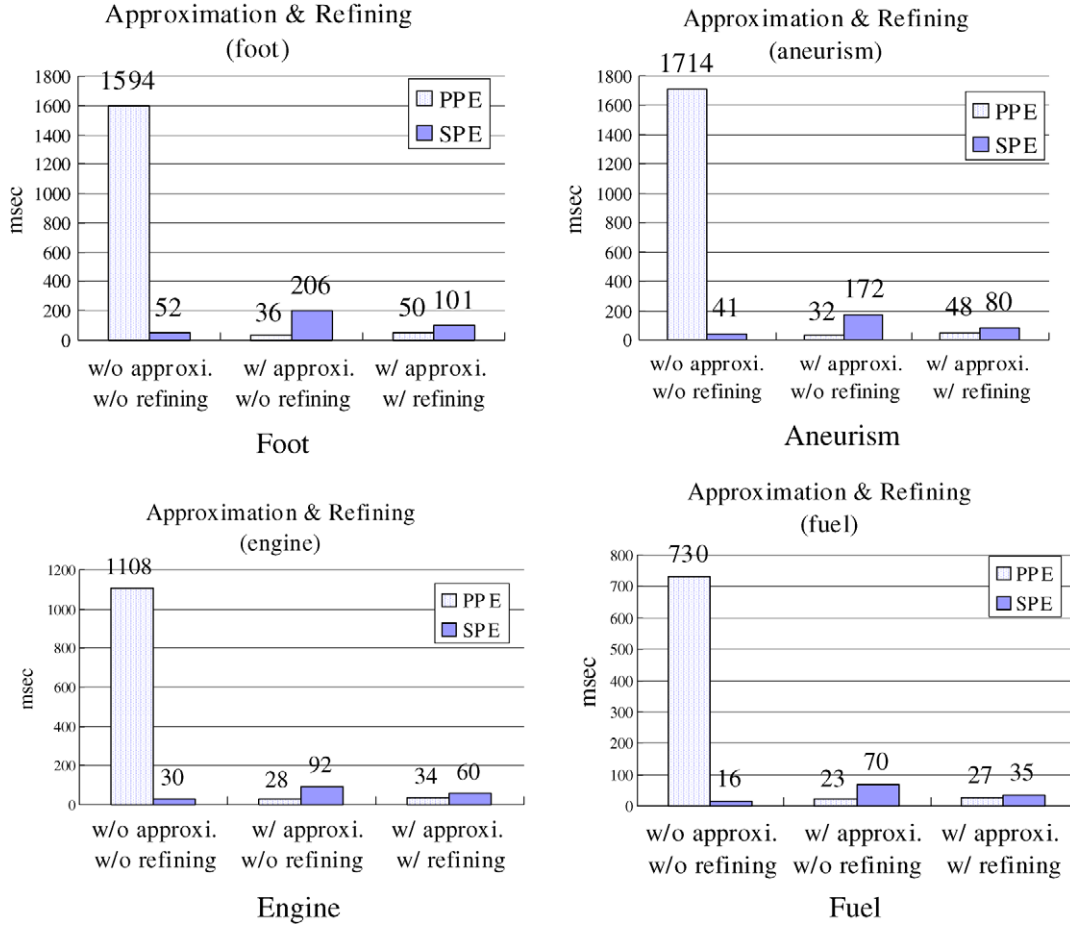 Approximation & Refining
(foot)
1594
1800
1600
1400
1200
1000
800
600
400
200
0
msec
PPE
SPE
52
36
206
50
101
w/o approxi. w/ approxi. w/ approxi.
w/o refining w/o refining w/ refining
Foot
Approximation & Refining
(aneurism)
1714
1800
1600
1400
1200
1000
800
600
400
200
0
msec
PPE
SPE
41
32
172
48
80
w/o approxi. w/ approxi. w/ approxi.
w/o refining w/o refining w/ refining
Aneurism
Approximation & Refining
(engine)
1108
1200
1000
800
600
400
200
0
msec
PPE
SPE
30
28
92
34
60
w/o approxi. w/ approxi. w/ approxi.
w/o refining w/o refining w/ refining
Engine
Approximation & Refining
(fuel)
730
800
700
600
500
400
300
200
100
0
msec
PPE
SPE
16
23
70
27
35
w/o approxi. w/ approxi. w/ approxi.
w/o refining w/o refining w/ refining
Fuel